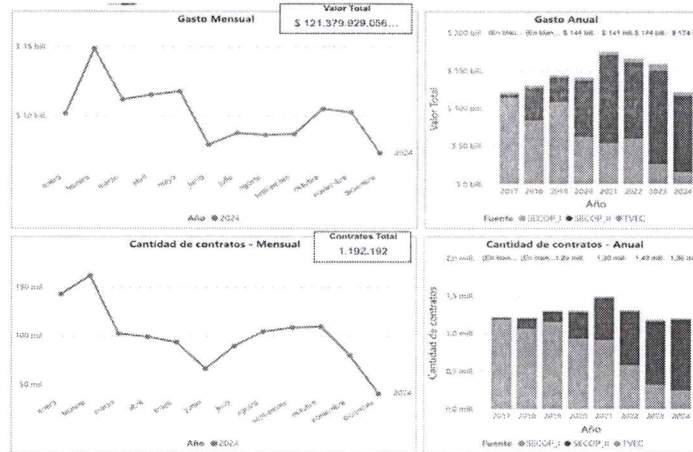 Gasto Mensual
Valor Total
$ 121.379.929.056...
$ 15 bill.
$ 10 bill.
2024
enero
febrero
marzo
abril
mayo
junio
julio
agosto
septiembre
octubre
noviembre
diciembre
Año 2024
Gasto Anual
$ 200 bill.
$ 150 bill.
$ 100 bill.
$ 50 bill.
$ 0 bill.
Valor Total
2017 2018 2019 2020 2021 2022 2023 2024
Año
Fuente SECOP_I SECOP_II TVEC
Cantidad de contratos - Mensual
Contratos Total
1.192.192
150 mil
100 mil
50 mil
2024
enero
febrero
marzo
abril
mayo
junio
julio
agosto
septiembre
octubre
noviembre
diciembre
Año 2024
Cantidad de contratos - Anual
2,0 mill.
1,5 mill.
1,0 mill.
0,5 mill.
0,0 mill.
Cantidad de contratos
2017 2018 2019 2020 2021 2022 2023 2024
Año
Fuente SECOP_I SECOP_II TVEC